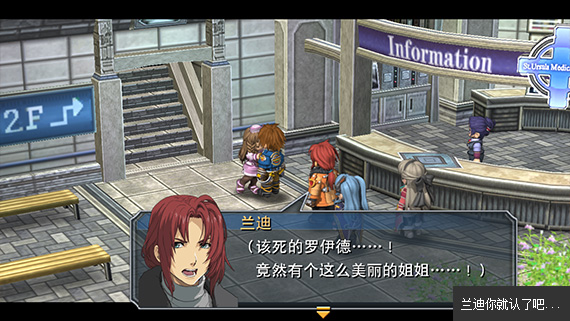 Information
St.Ursula Medic
2F
兰迪
（该死的罗伊德……！
竟然有个这么美丽的姐姐……！）
兰迪你就认了吧...